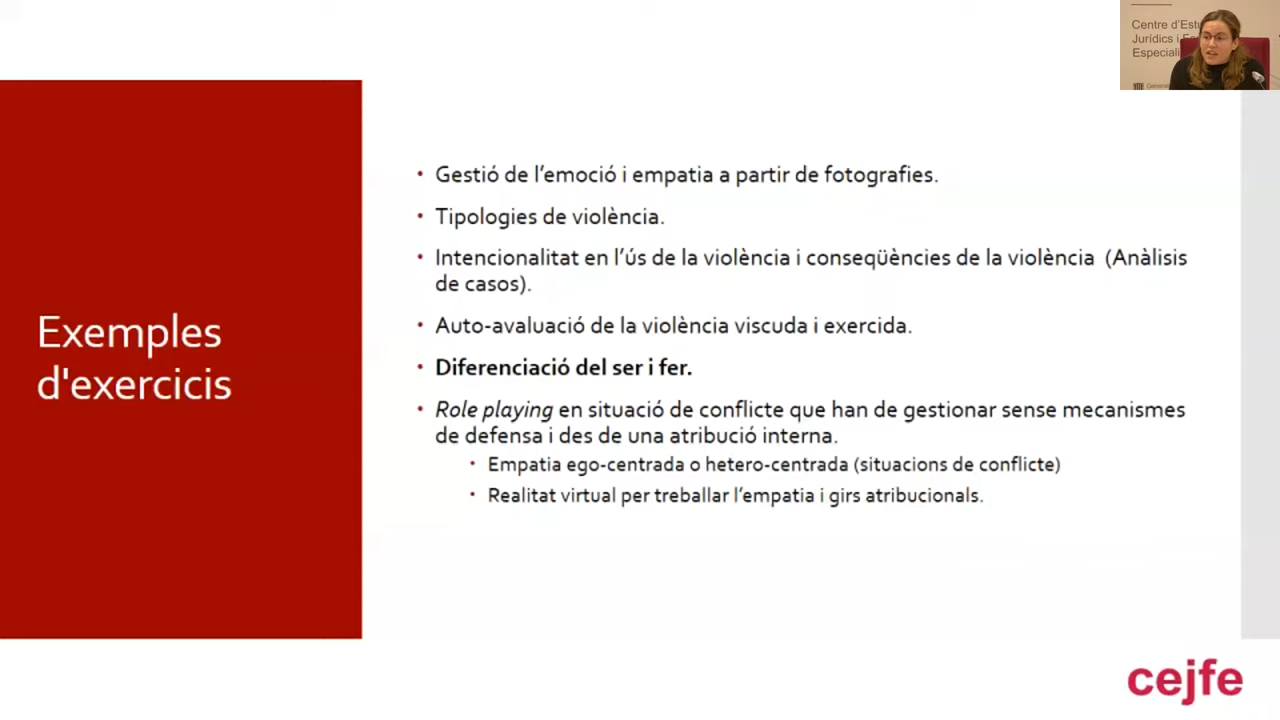 Centre d'Estu
Jurídics i
Especiali
Exemples
d'exercicis
• Gestió de l'emoció i empatia a partir de fotografies.
• Tipologies de violència.
• Intencionalitat en l'ús de la violència i conseqüències de la violència (Anàlisis
de casos).
• Auto-avaluació de la violència viscuda i exercida.
• Diferenciació del ser i fer.
• Role playing en situació de conflicte que han de gestionar sense mecanismes
de defensa i des de una atribució interna.
• Empatia ego-centrada o hetero-centrada (situacions de conflicte)
• Realitat virtual per treballar l'empatia i girs atribucionals.
cejfe